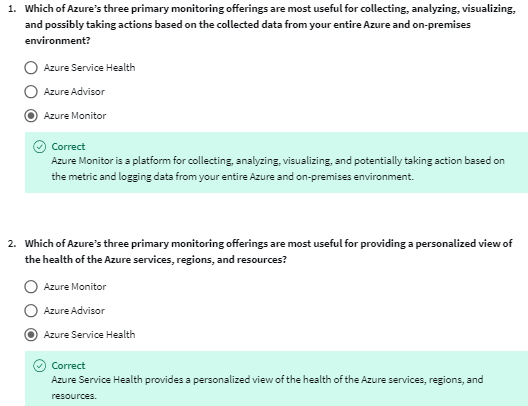 1. Which of Azure's three primary monitoring offerings are most useful for collecting, analyzing, visualizing,
and possibly taking actions based on the collected data from your entire Azure and on-premises
environment?
Azure Service Health
Azure Advisor
Azure Monitor
Correct
Azure Monitor is a platform for collecting, analyzing, visualizing, and potentially taking action based on
the metric and logging data from your entire Azure and on-premises environment.
2. Which of Azure's three primary monitoring offerings are most useful for providing a personalized view of
the health of the Azure services, regions, and resources?
Azure Monitor
Azure Advisor
Azure Service Health
Correct
Azure Service Health provides a personalized view of the health of the Azure services, regions, and
resources.